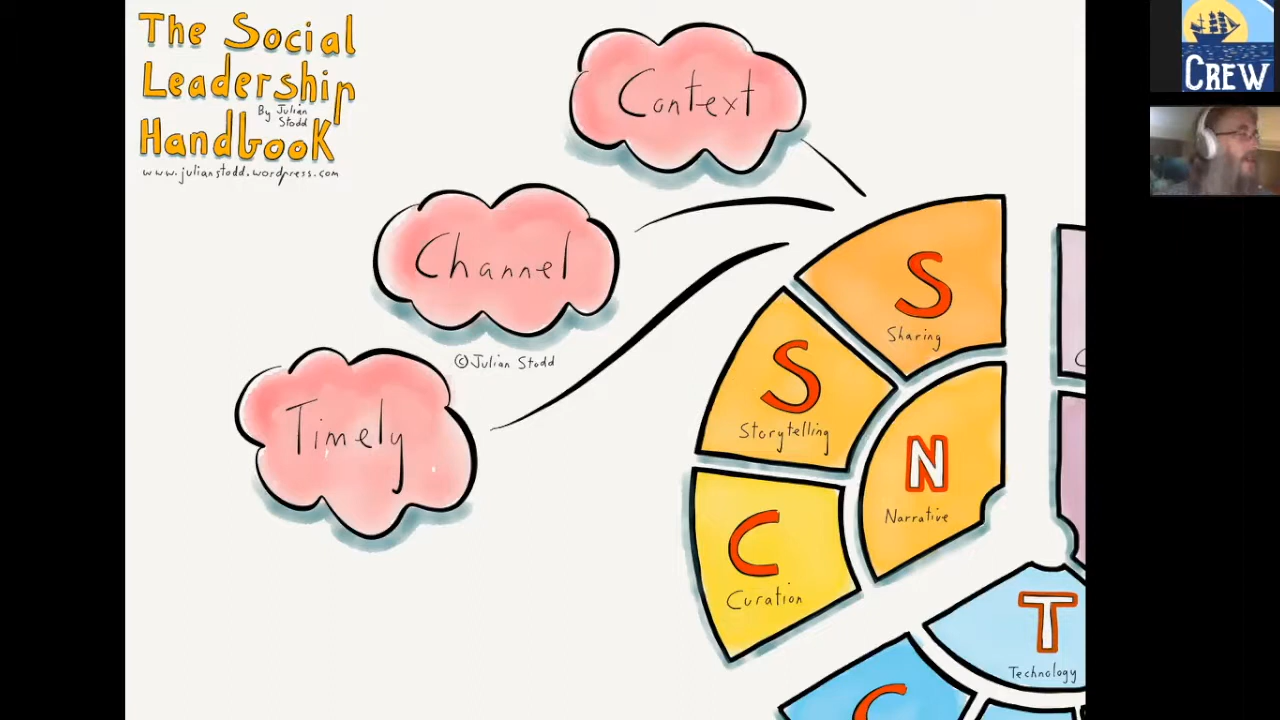 The Social
Leadership
By Julian
Stodd
Handbook
www.julianstodd.wordpress.com
Context
Channel
©Julian Stodd
Timely
S
Sharing
S
Storytelling
N
Narrative
C
Curation
T
Technology
C
C
CREW